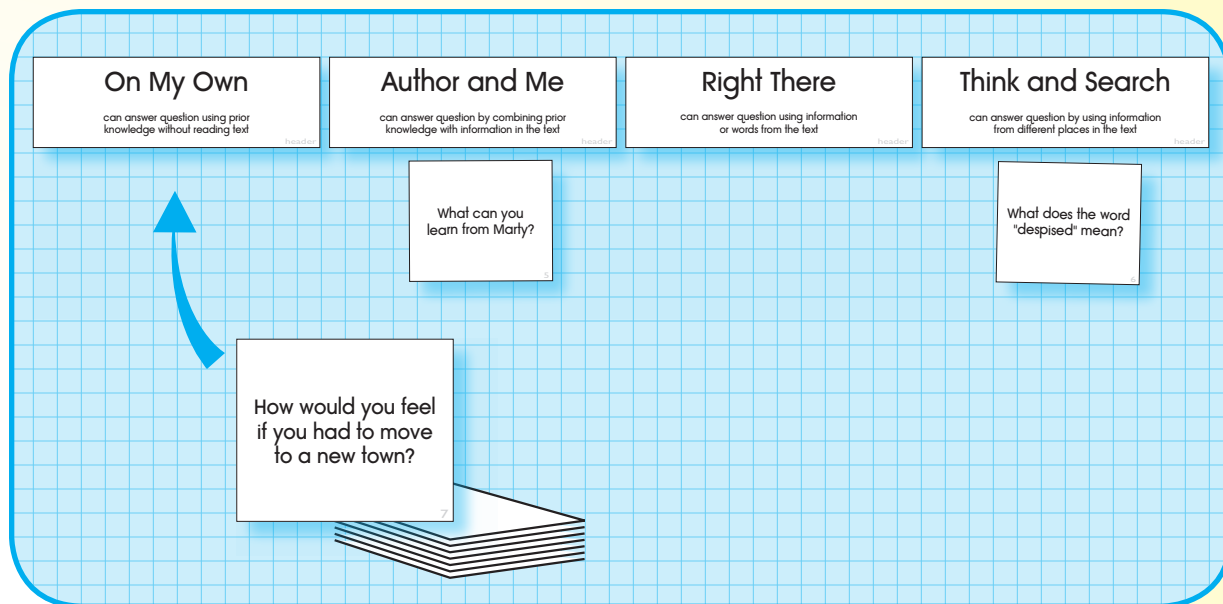 On My Own
can answer question using prior
knowledge without reading text
header
Author and Me
can answer question by combining prior
knowledge with information in the text
header
Right There
can answer question using information
or words from the text
header
Think and Search
can answer question by using information
from different places in the text
header
What can you
learn from Marty?
5
What does the word
"despised" mean?
4
How would you feel
if you had to move
to a new town?
7